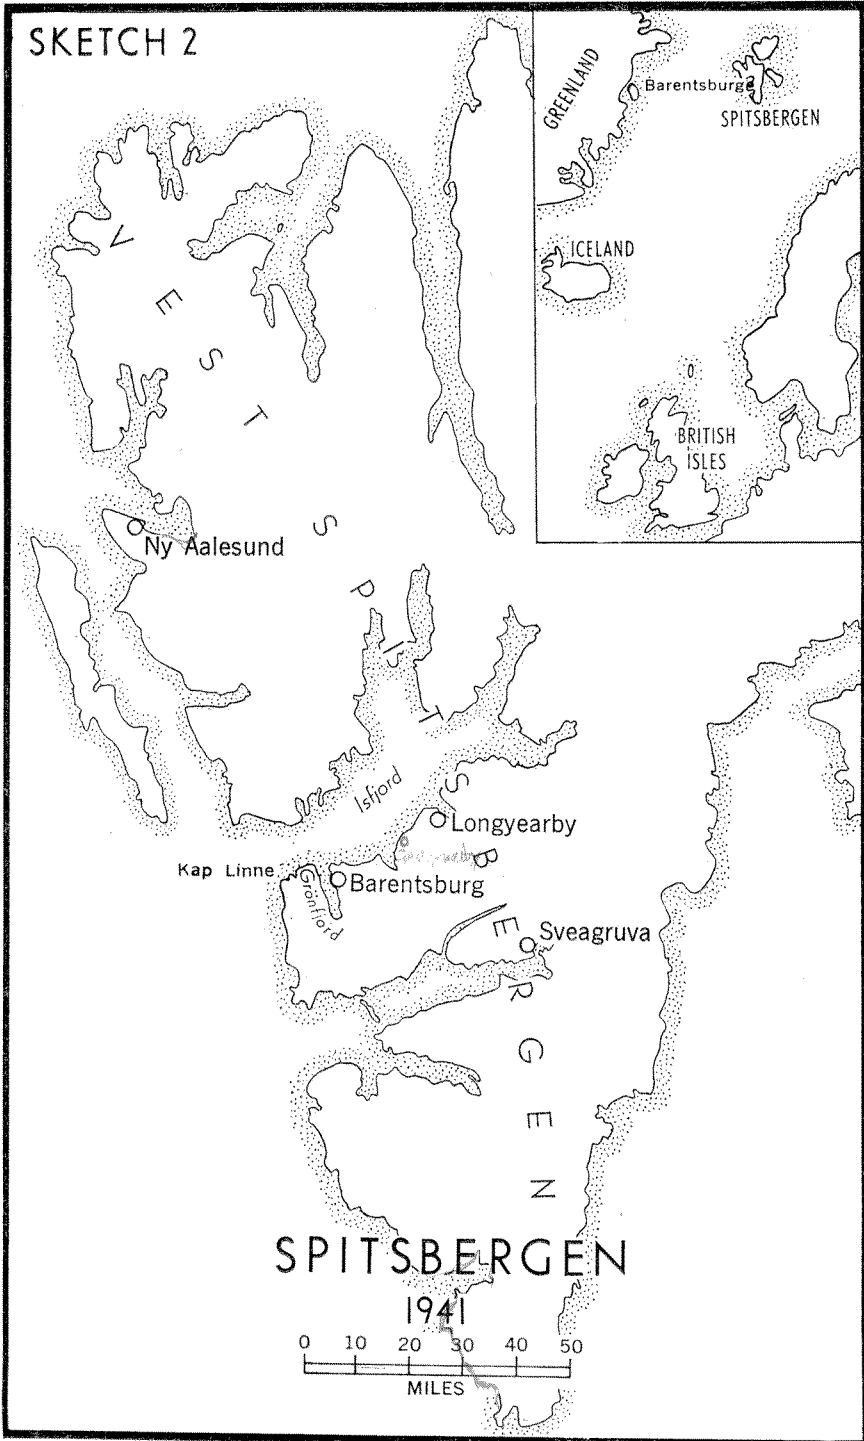 SKETCH 2
GREENLAND
Barentsburg
SPITSBERGEN
ICELAND
BRITISH
ISLES
VESTSPITSBERGEN
Ny Aalesund
Isfjord
Longyearby
Kap Linne
Grönfjord
Barentsburg
Sveagruva
SPITSBERGEN
1941
0 10 20 30 40 50
MILES